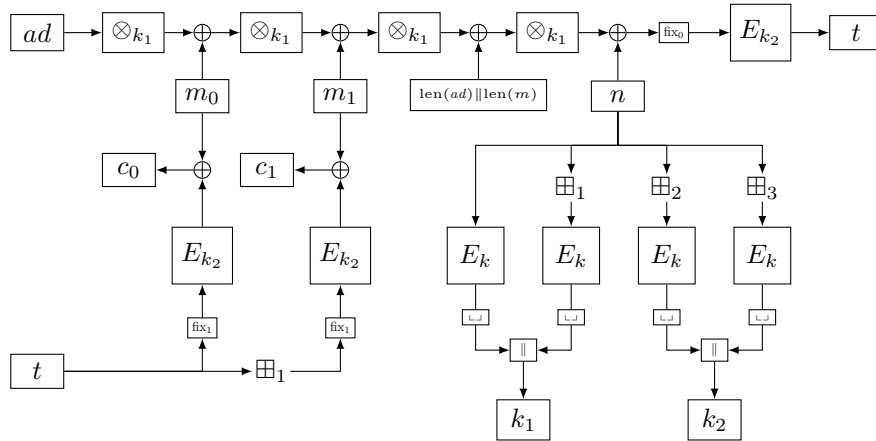 ad ⊗k₁ ⊕ ⊗k₁ ⊕ ⊗k₁ ⊕ ⊗k₁ ⊕ fix₀ Ek₂ t
m₀ m₁ len(ad)‖len(m) n
c₀ ⊕ c₁ ⊕ ⊞₁ ⊞₂ ⊞₃
Ek₂ Ek₂ Ek Ek Ek Ek
fix₁ fix₁ ⌞⌟ ⌞⌟ ⌞⌟ ⌞⌟
‖ ‖
t ⊞₁
k₁ k₂